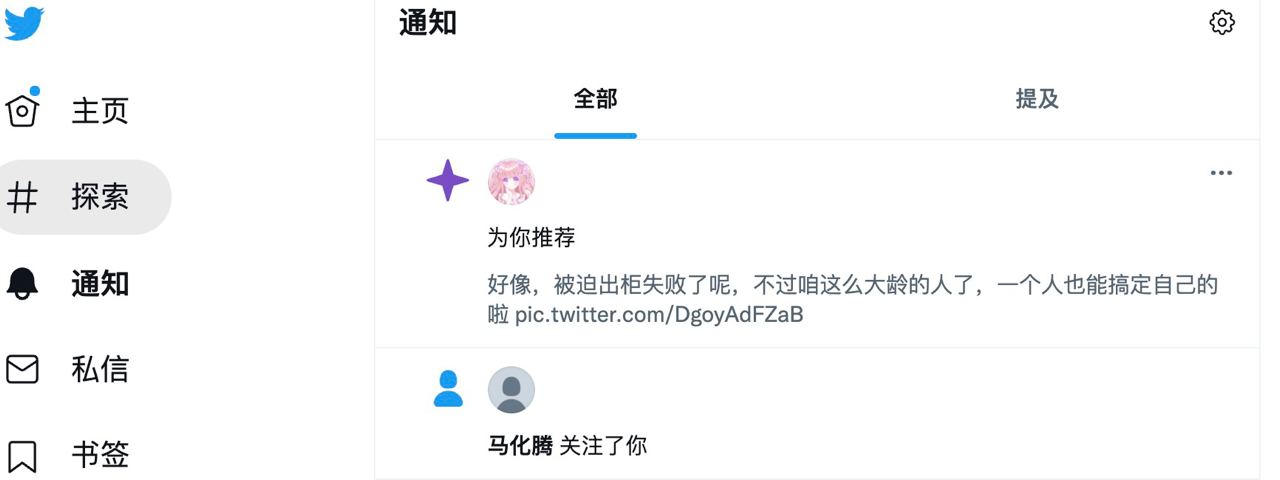 通知
主页
全部
提及
探索
为你推荐
通知
好像，被迫出柜失败了呢，不过咱这么大龄的人了，一个人也能搞定自己的
啦 pic.twitter.com/DgoyAdFZaB
私信
马化腾 关注了你
书签